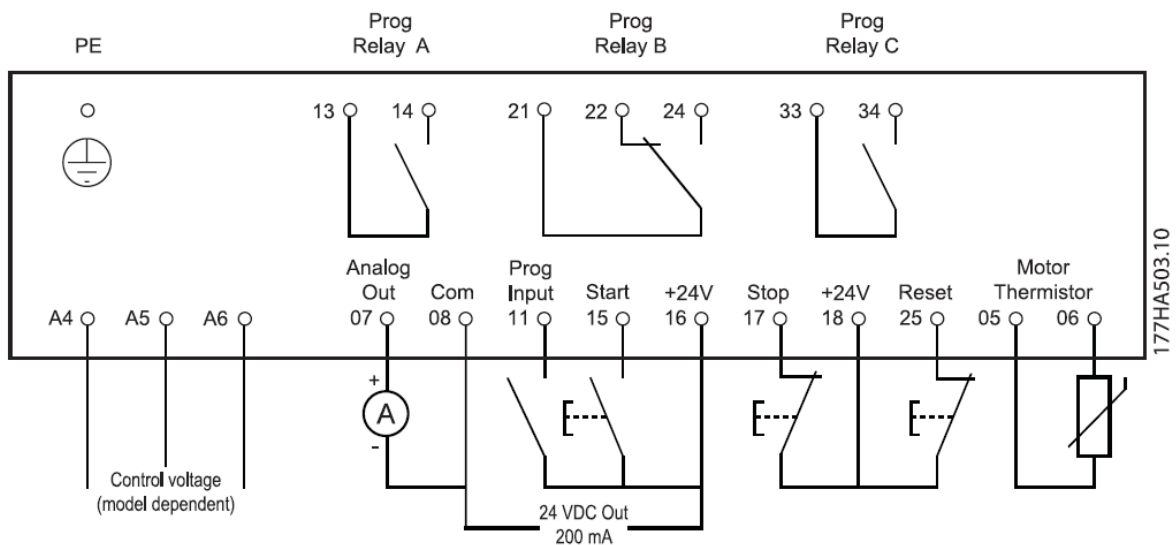 PE
Prog
Relay A
Prog
Relay B
Prog
Relay C
13
14
21
22
24
33
34
Analog
Out
Com
Prog
Input
Start
+24V
Stop
+24V
Reset
Motor
Thermistor
A4
A5
A6
07
08
11
15
16
17
18
25
05
06
+
A
-
Control voltage
(model dependent)
24 VDC Out
200 mA
177HA503.10